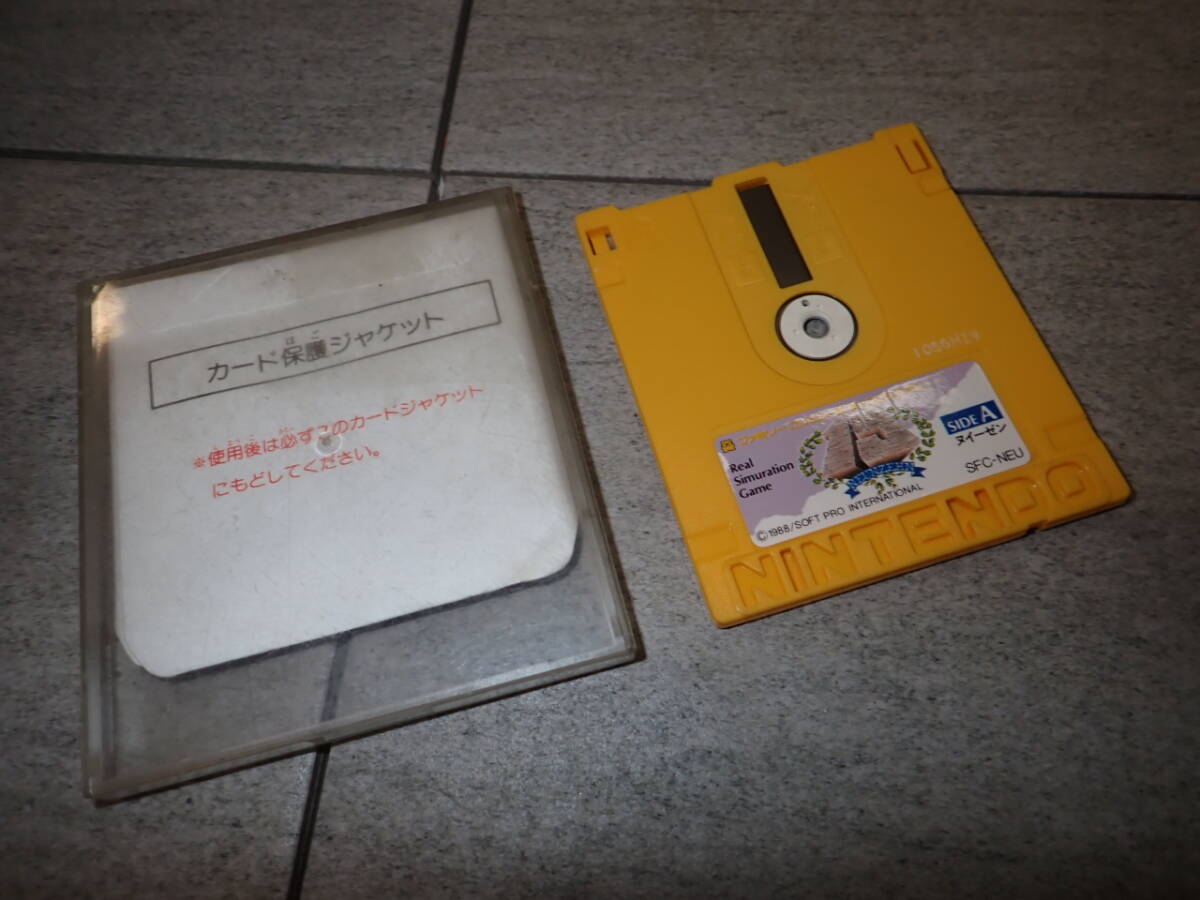 カード保護ジャケット
※使用後は必ずこのカードジャケット
にもどしてください。
1056HZW
Real
Simuration
Game
NEUNZEHN
SIDE A
ヌイーゼン
SFC-NEU
©1988/SOFT PRO INTERNATIONAL
NINTENDO